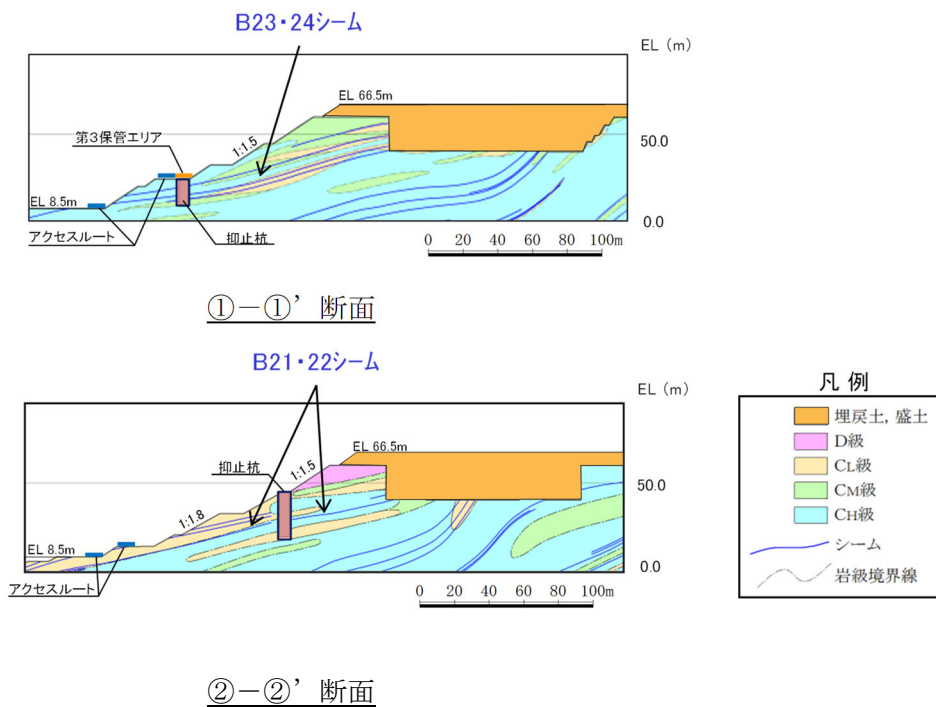 B23・24シーム
EL（m）
EL 66.5m
第3保管エリア
1:1.5
50.0
EL 8.5m
0.0
アクセスルート
抑止杭
0 20 40 60 80 100m
①－①’断面
B21・22シーム
EL（m）
EL 66.5m
抑止杭
1:1.5
50.0
1:1.8
EL 8.5m
0.0
アクセスルート
0 20 40 60 80 100m
②－②’断面
凡 例
埋戻土, 盛土
D級
CL級
CM級
CH級
シーム
岩級境界線